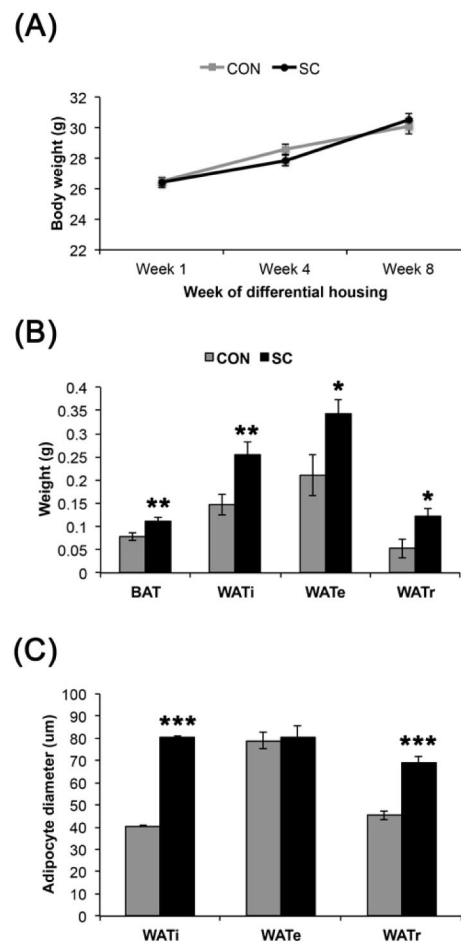 (A)
CON SC
32
30
28
26
24
22
Body weight (g)
Week 1 Week 4 Week 8
Week of differential housing
(B)
CON SC
0.4
0.35
0.3
0.25
0.2
0.15
0.1
0.05
0
Weight (g)
** ** * *
BAT WATi WATe WATr
(C)
100
90
80
70
60
50
40
30
20
10
0
Adipocyte diameter (um)
*** ***
WATi WATe WATr